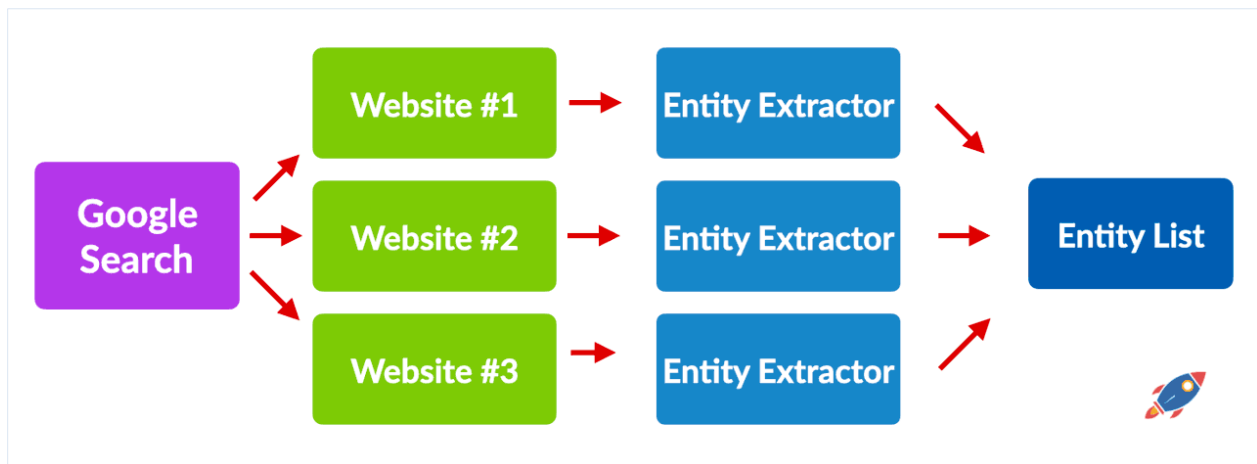 Google
Search
Website #1
Entity Extractor
Website #2
Entity Extractor
Website #3
Entity Extractor
Entity List